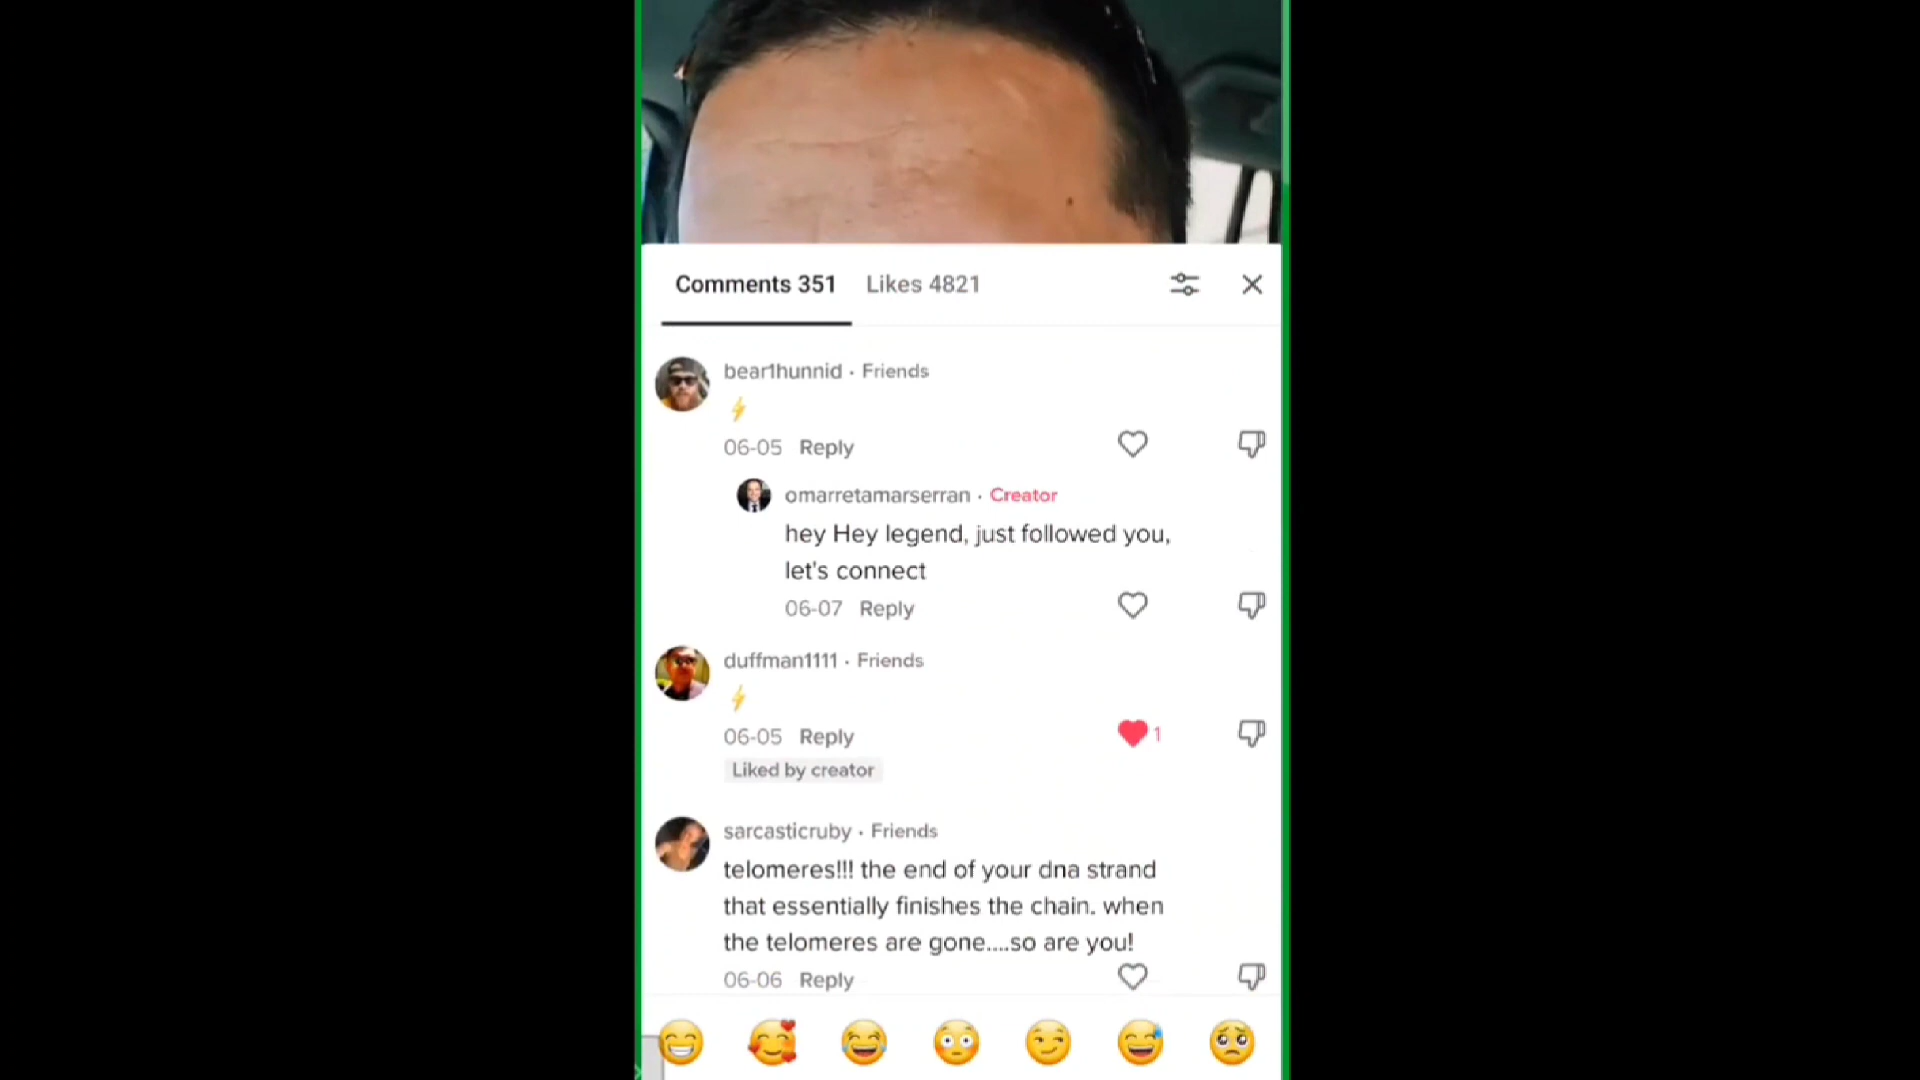 Comments 351 Likes 4821
bear1hunnid · Friends
⚡
06-05 Reply
omarretamarserran · Creator
hey Hey legend, just followed you,
let's connect
06-07 Reply
duffman1111 · Friends
⚡
06-05 Reply 1
Liked by creator
sarcasticruby · Friends
telomeres!!! the end of your dna strand
that essentially finishes the chain. when
the telomeres are gone....so are you!
06-06 Reply